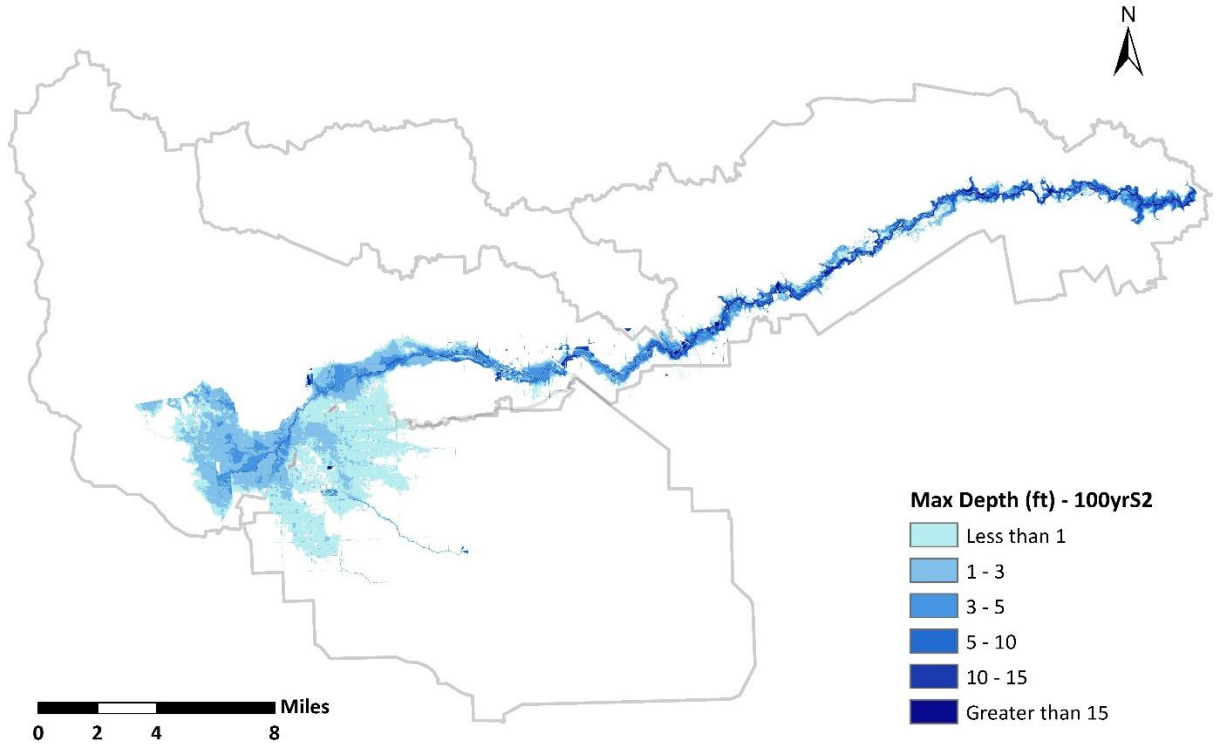 N
Max Depth (ft) - 100yrS2
Less than 1
1 - 3
3 - 5
5 - 10
10 - 15
Greater than 15
Miles
0 2 4 8